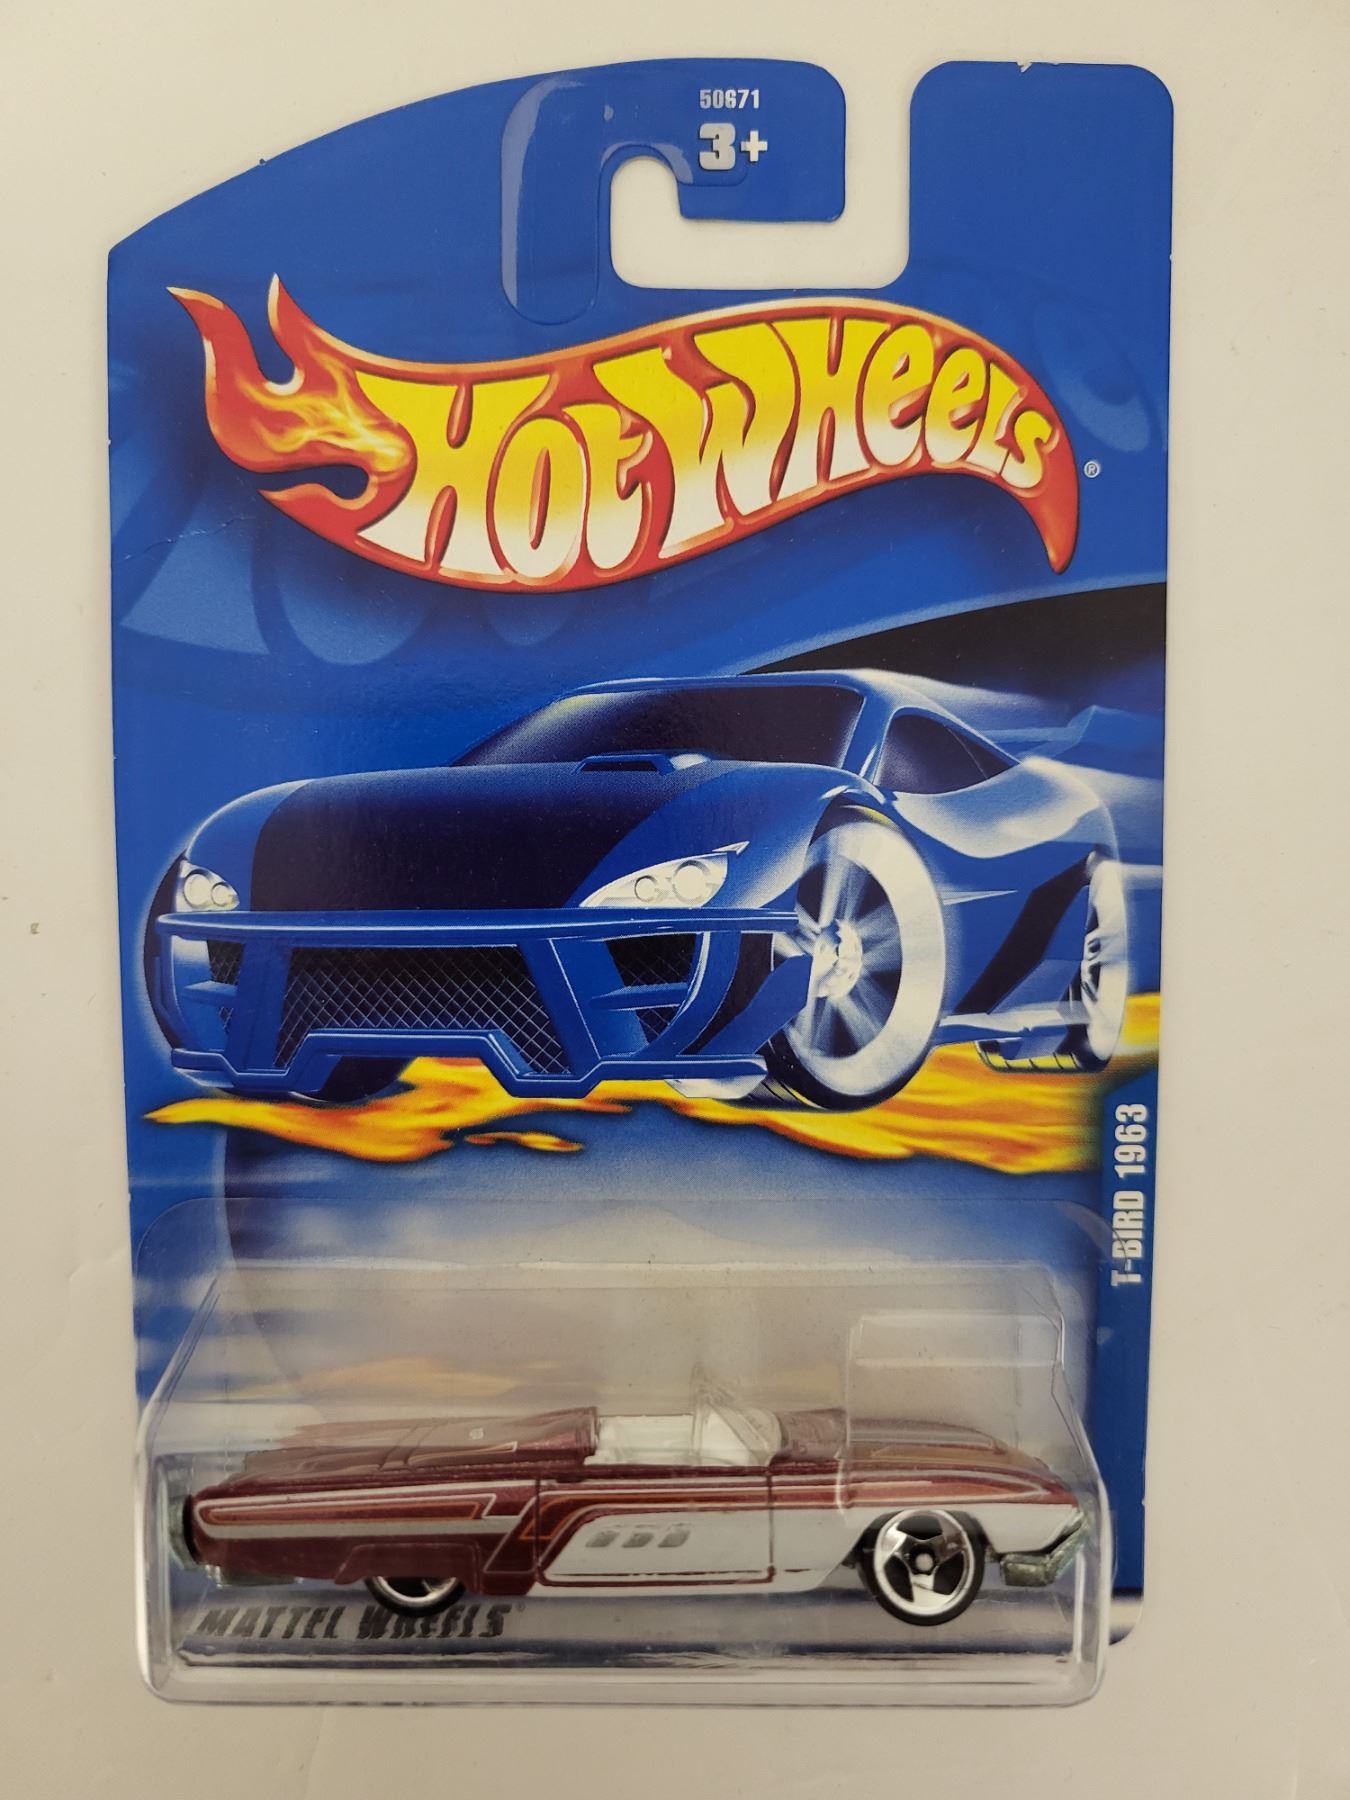 50671
3+
HOT WHEELS®
T-BIRD 1963
MATTEL WHEELS®